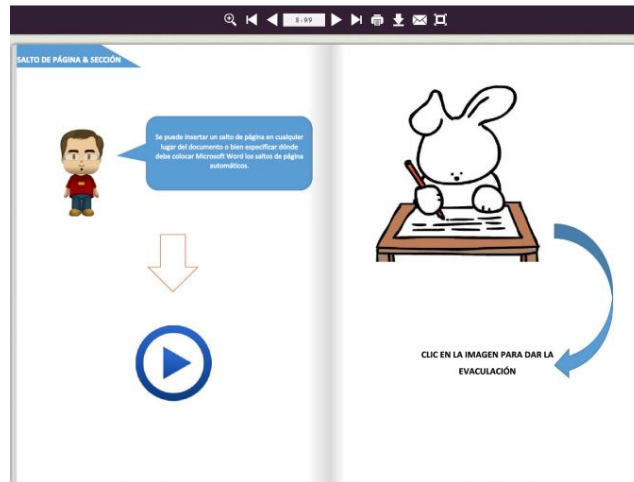 8-9/9
SALTO DE PÁGINA & SECCIÓN
Se puede insertar un salto de página en cualquier
lugar del documento o bien especificar dónde
debe colocar Microsoft Word los saltos de página
automáticos.
CLIC EN LA IMAGEN PARA DAR LA
EVACULACIÓN